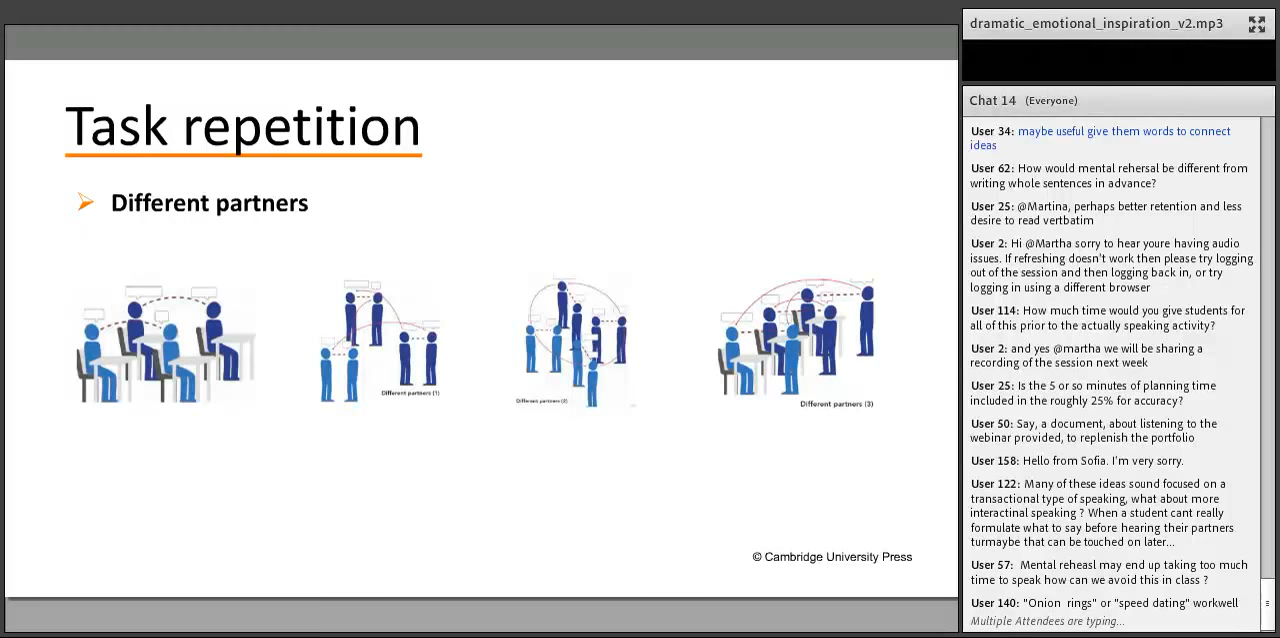 Task repetition
➢ Different partners
Different partners (1)
Different partners (2)
Different partners (3)
© Cambridge University Press
dramatic_emotional_inspiration_v2.mp3
Chat 14 (Everyone)
User 34: maybe useful give them words to connect
ideas
User 62: How would mental rehersal be different from
writing whole sentences in advance?
User 25: @Martina, perhaps better retention and less
desire to read vertbatim
User 2: Hi @Martha sorry to hear youre having audio
issues. If refreshing doesn't work then please try logging
out of the session and then logging back in, or try
logging in using a different browser
User 114: How much time would you give students for
all of this prior to the actually speaking activity?
User 2: and yes @martha we will be sharing a
recording of the session next week
User 25: Is the 5 or so minutes of planning time
included in the roughly 25% for accuracy?
User 50: Say, a document, about listening to the
webinar provided, to replenish the portfolio
User 158: Hello from Sofia. I'm very sorry.
User 122: Many of these ideas sound focused on a
transactional type of speaking, what about more
interactinal speaking ? When a student cant really
formulate what to say before hearing their partners
turmaybe that can be touched on later...
User 57: Mental reheasl may end up taking too much
time to speak how can we avoid this in class ?
User 140: "Onion rings" or "speed dating" workwell
Multiple Attendees are typing...